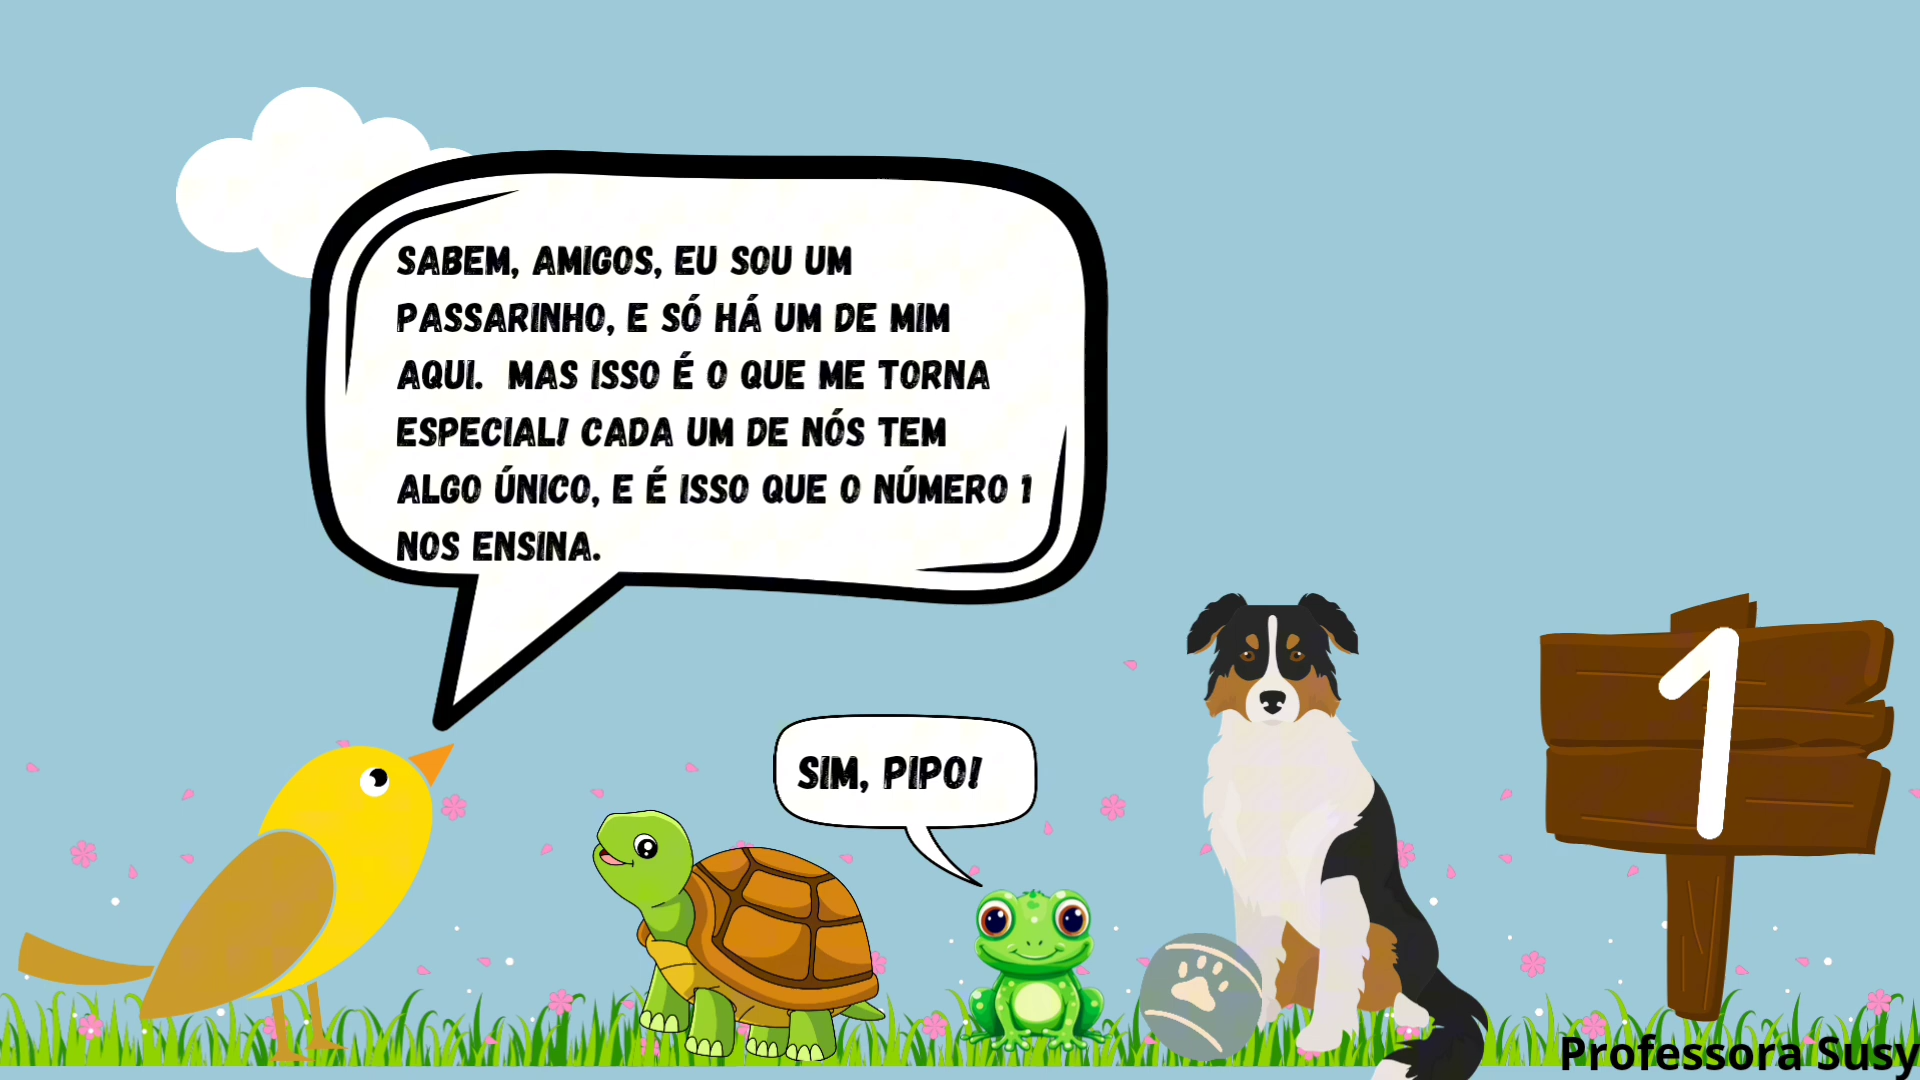 SABEM, AMIGOS, EU SOU UM
PASSARINHO, E SÓ HÁ UM DE MIM
AQUI. MAS ISSO É O QUE ME TORNA
ESPECIAL! CADA UM DE NÓS TEM
ALGO ÚNICO, E É ISSO QUE O NÚMERO 1
NOS ENSINA.
SIM, PIPO!
1
Professora Susy